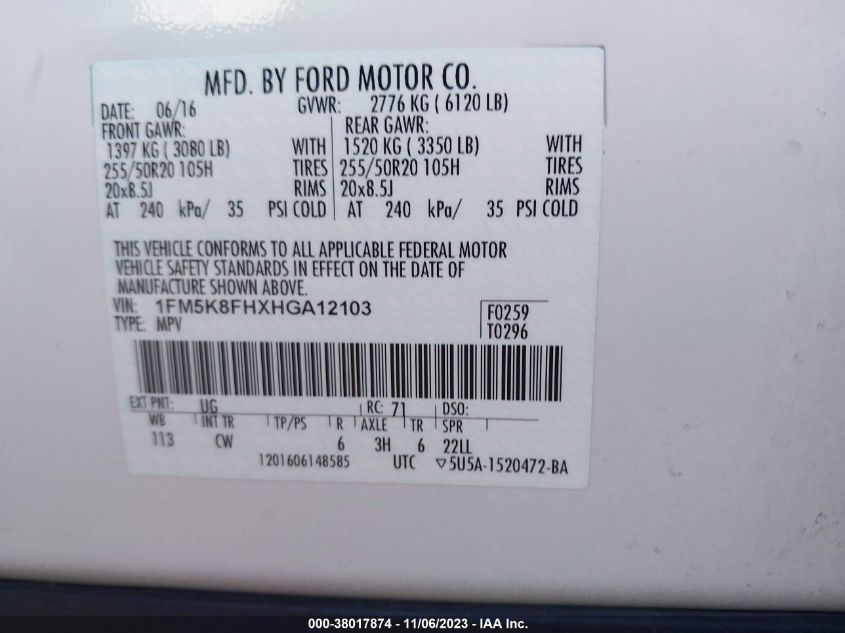 MFD. BY FORD MOTOR CO.
DATE: 06/16 GVWR: 2776 KG ( 6120 LB)
FRONT GAWR: REAR GAWR:
1397 KG ( 3080 LB) WITH 1520 KG ( 3350 LB) WITH
255/50R20 105H TIRES 255/50R20 105H TIRES
20x8.5J RIMS 20x8.5J RIMS
AT 240 kPa/ 35 PSI COLD AT 240 kPa/ 35 PSI COLD
THIS VEHICLE CONFORMS TO ALL APPLICABLE FEDERAL MOTOR
VEHICLE SAFETY STANDARDS IN EFFECT ON THE DATE OF
MANUFACTURE SHOWN ABOVE.
VIN: 1FM5K8FHXHGA12103 F0259
TYPE: MPV T0296
EXT PNT: UG RC: 71 DSO:
WB INT TR TP/PS R AXLE TR SPR
113 CW 6 3H 6 22LL
1201606148585 UTC ▽5U5A-1520472-BA
000-38017874 - 11/06/2023 - IAA Inc.